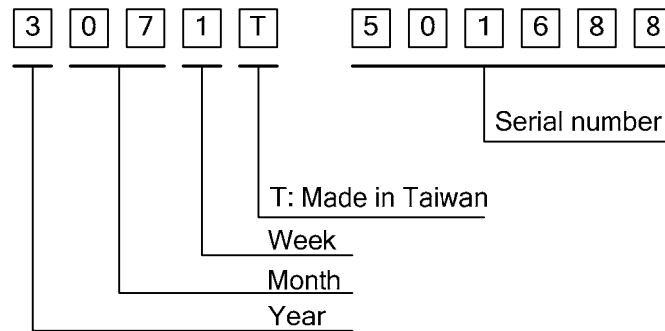 3 0 7 1 T 5 0 1 6 8 8
Serial number
T: Made in Taiwan
Week
Month
Year